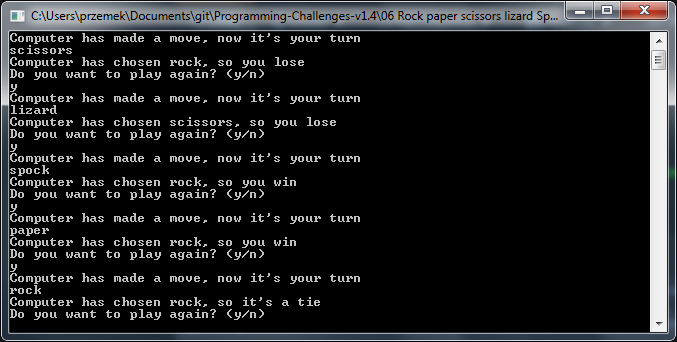 C:\Users\przemek\Documents\git\Programming-Challenges-v1.4\06 Rock paper scissors lizard Sp...
Computer has made a move, now it's your turn
scissors
Computer has chosen rock, so you lose
Do you want to play again? (y/n)
y
Computer has made a move, now it's your turn
lizard
Computer has chosen scissors, so you lose
Do you want to play again? (y/n)
y
Computer has made a move, now it's your turn
spock
Computer has chosen rock, so you win
Do you want to play again? (y/n)
y
Computer has made a move, now it's your turn
paper
Computer has chosen rock, so you win
Do you want to play again? (y/n)
y
Computer has made a move, now it's your turn
rock
Computer has chosen rock, so it's a tie
Do you want to play again? (y/n)